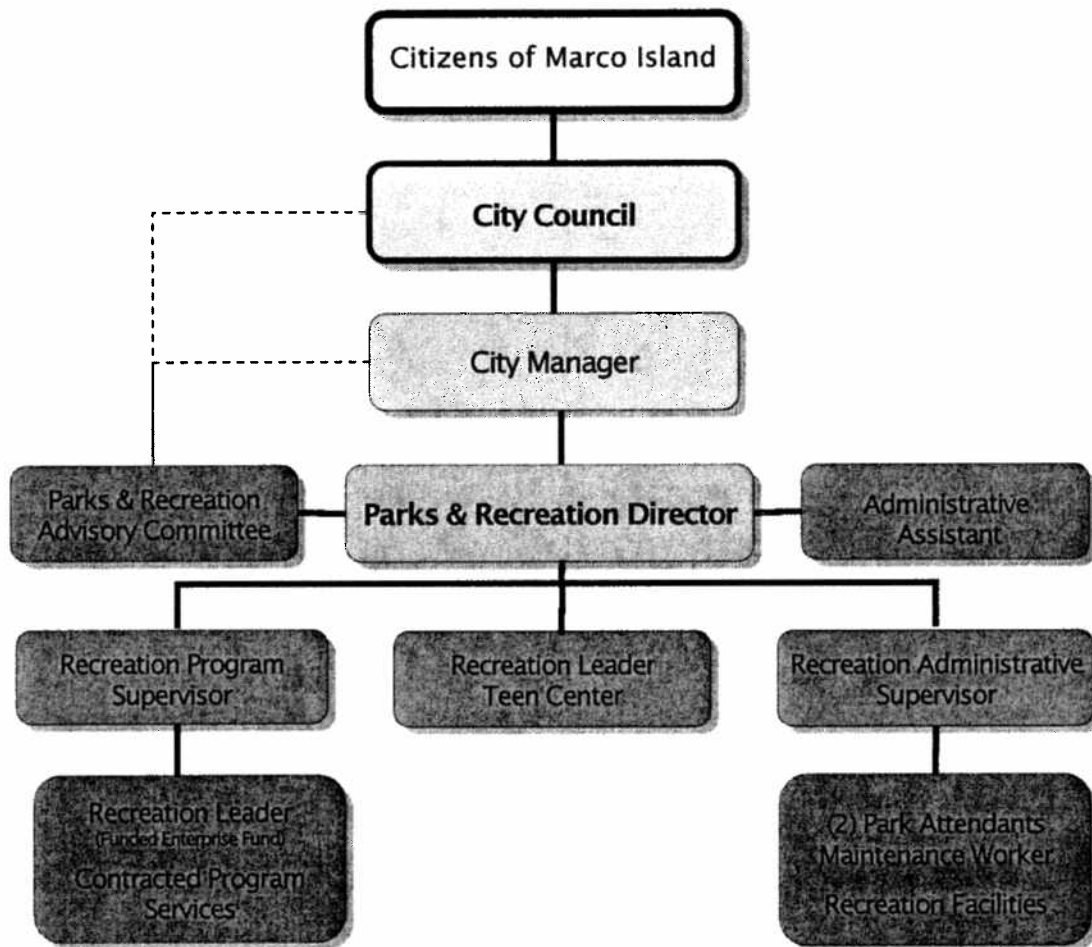 Citizens of Marco Island
City Council
City Manager
Parks & Recreation
Advisory Committee
Parks & Recreation Director
Administrative
Assistant
Recreation Program
Supervisor
Recreation Leader
Teen Center
Recreation Administrative
Supervisor
Recreation Leader
(Funded Enterprise Fund)
Contracted Program
Services
(2) Park Attendants
Maintenance Worker
Recreation Facilities